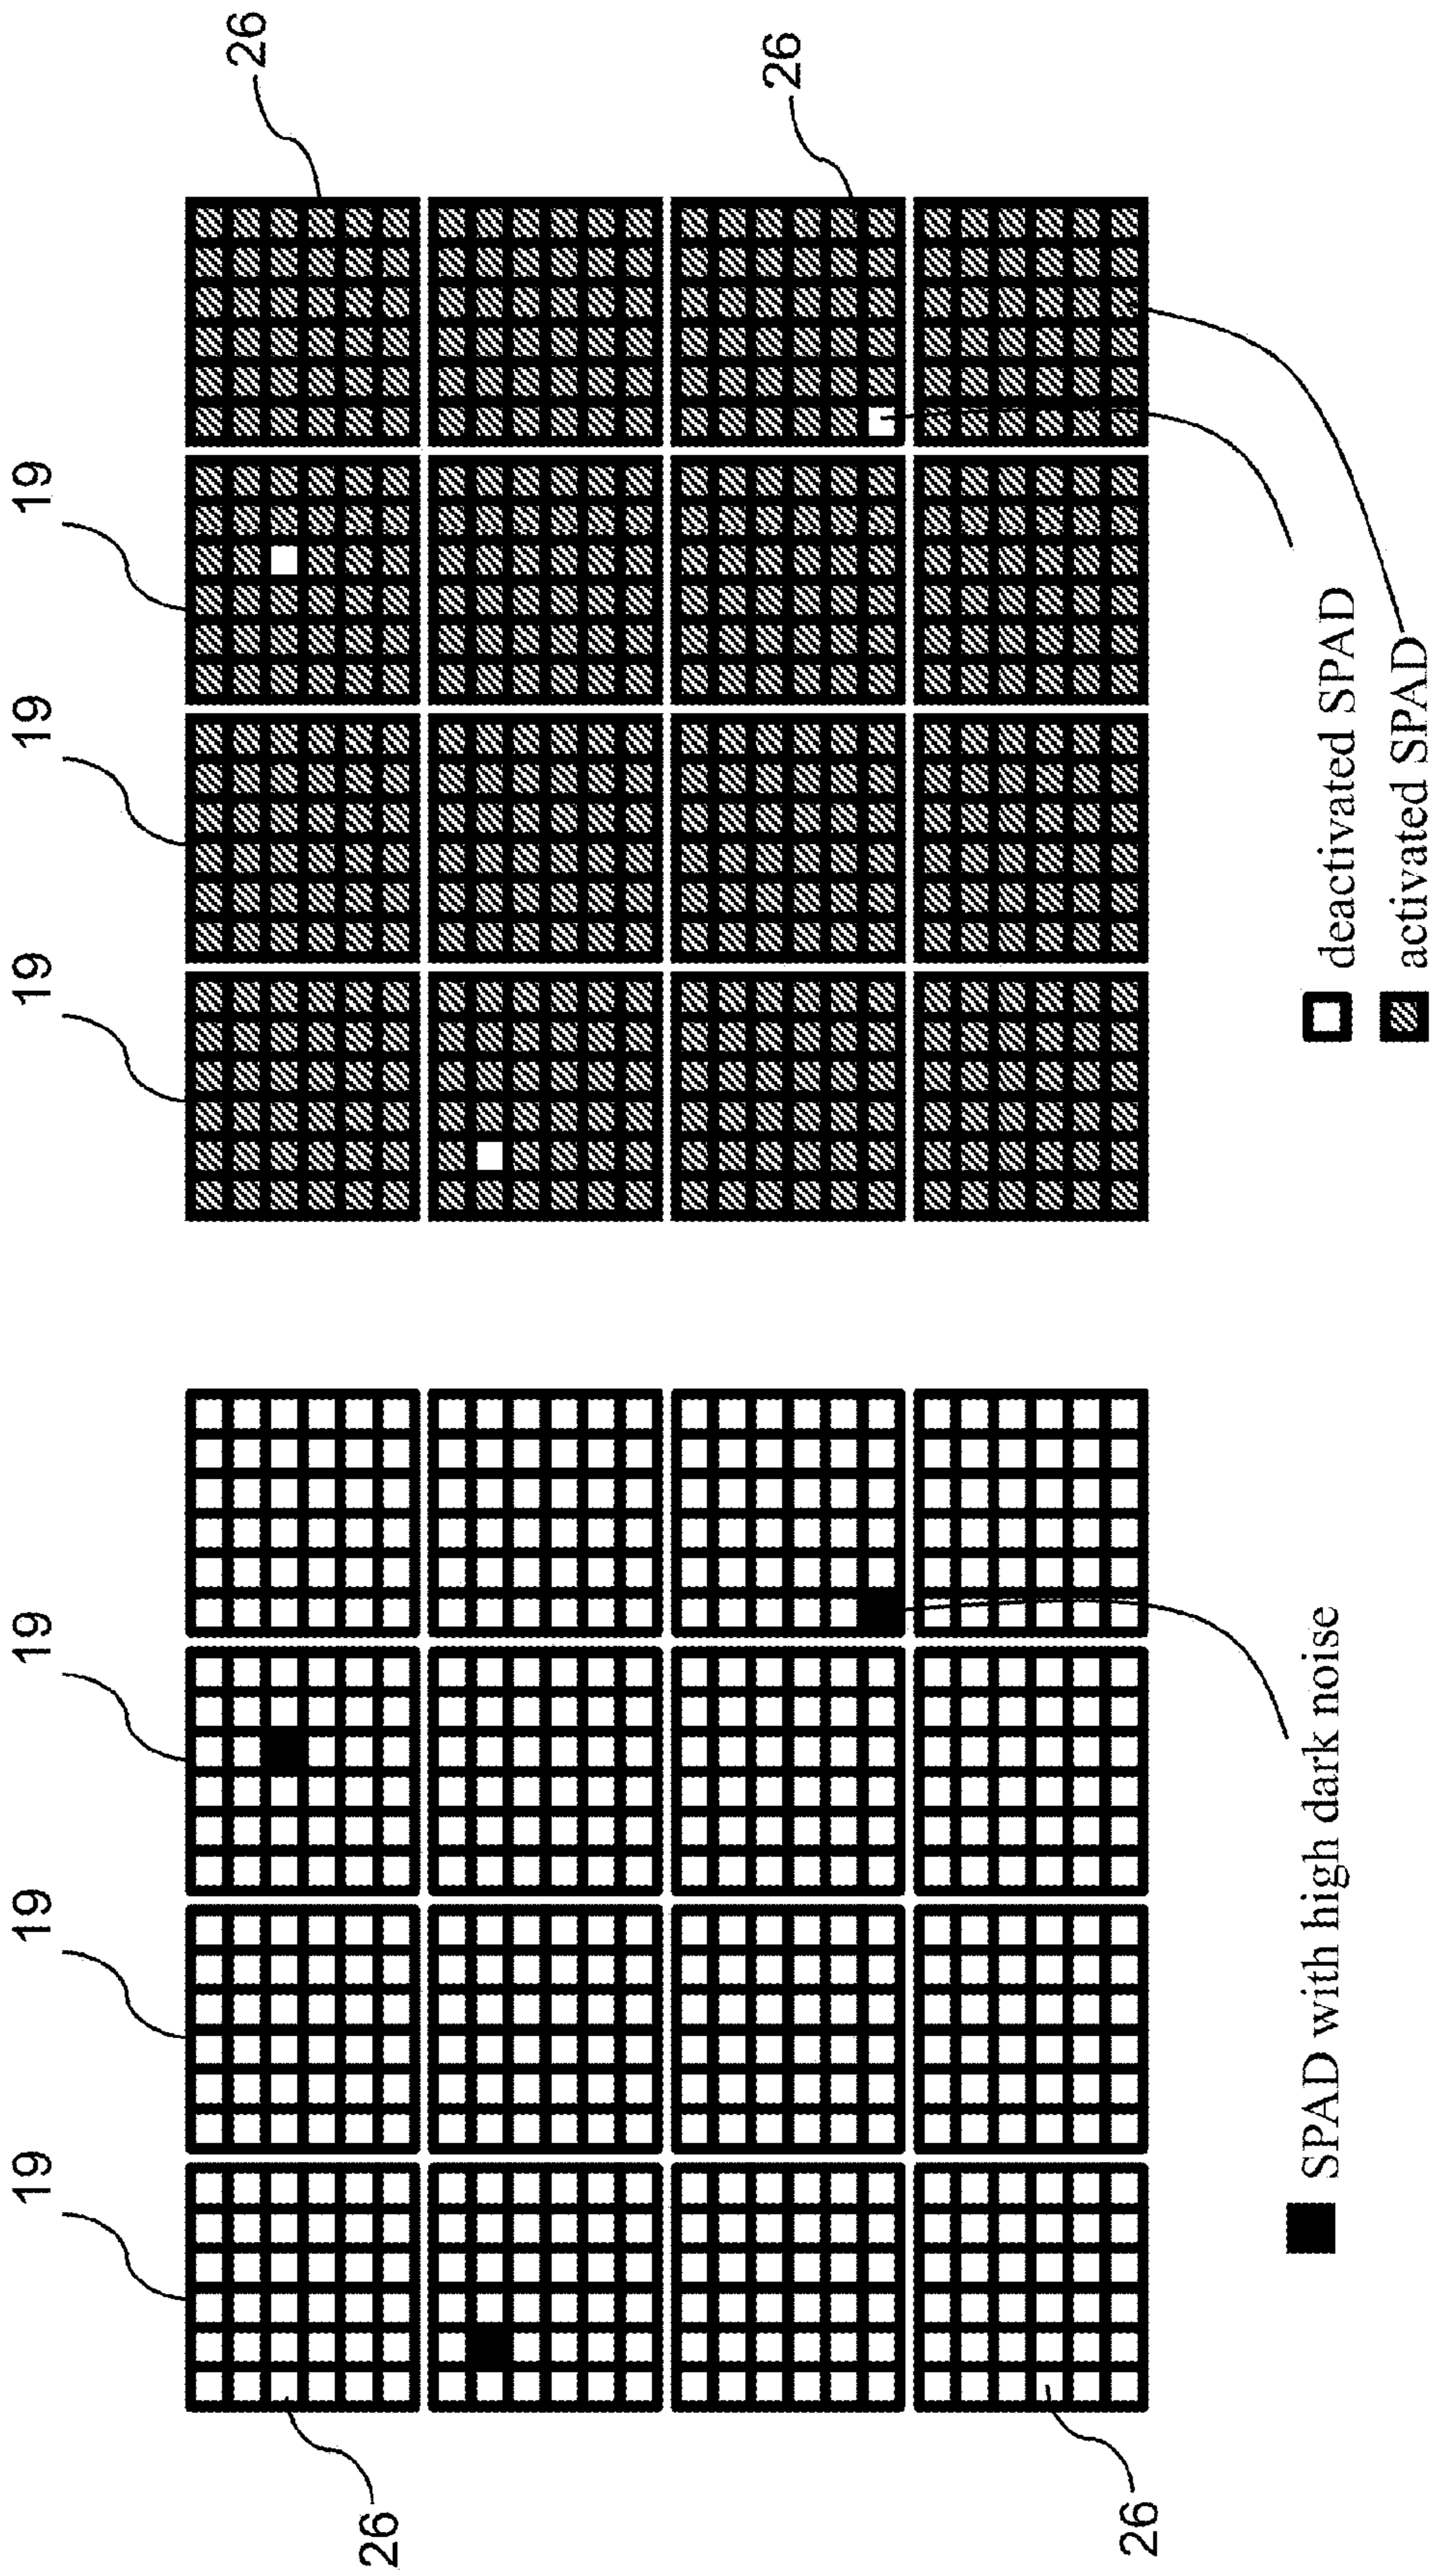 19 19 19 19 19 19
26
26
26
26
SPAD with high dark noise
deactivated SPAD
activated SPAD